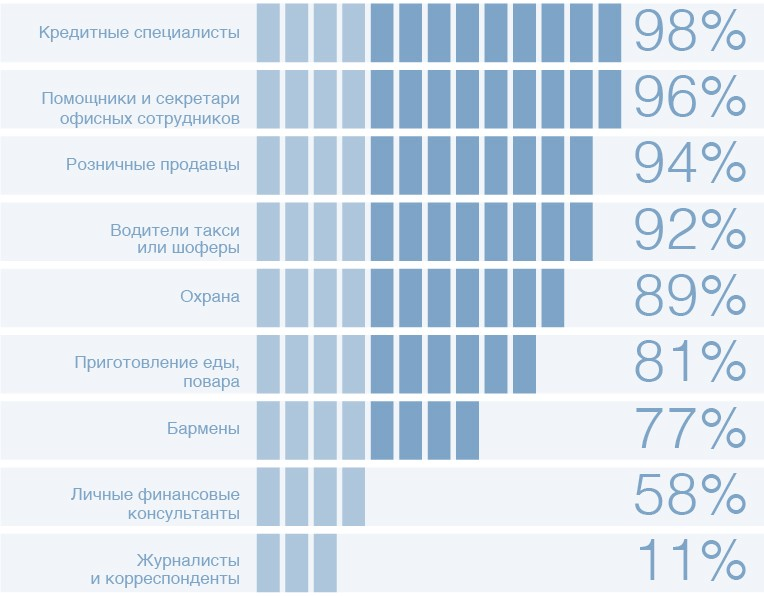 Кредитные специалисты 98%
Помощники и секретари
офисных сотрудников 96%
Розничные продавцы 94%
Водители такси
или шоферы 92%
Охрана 89%
Приготовление еды,
повара 81%
Бармены 77%
Личные финансовые
консультанты 58%
Журналисты
и корреспонденты 11%